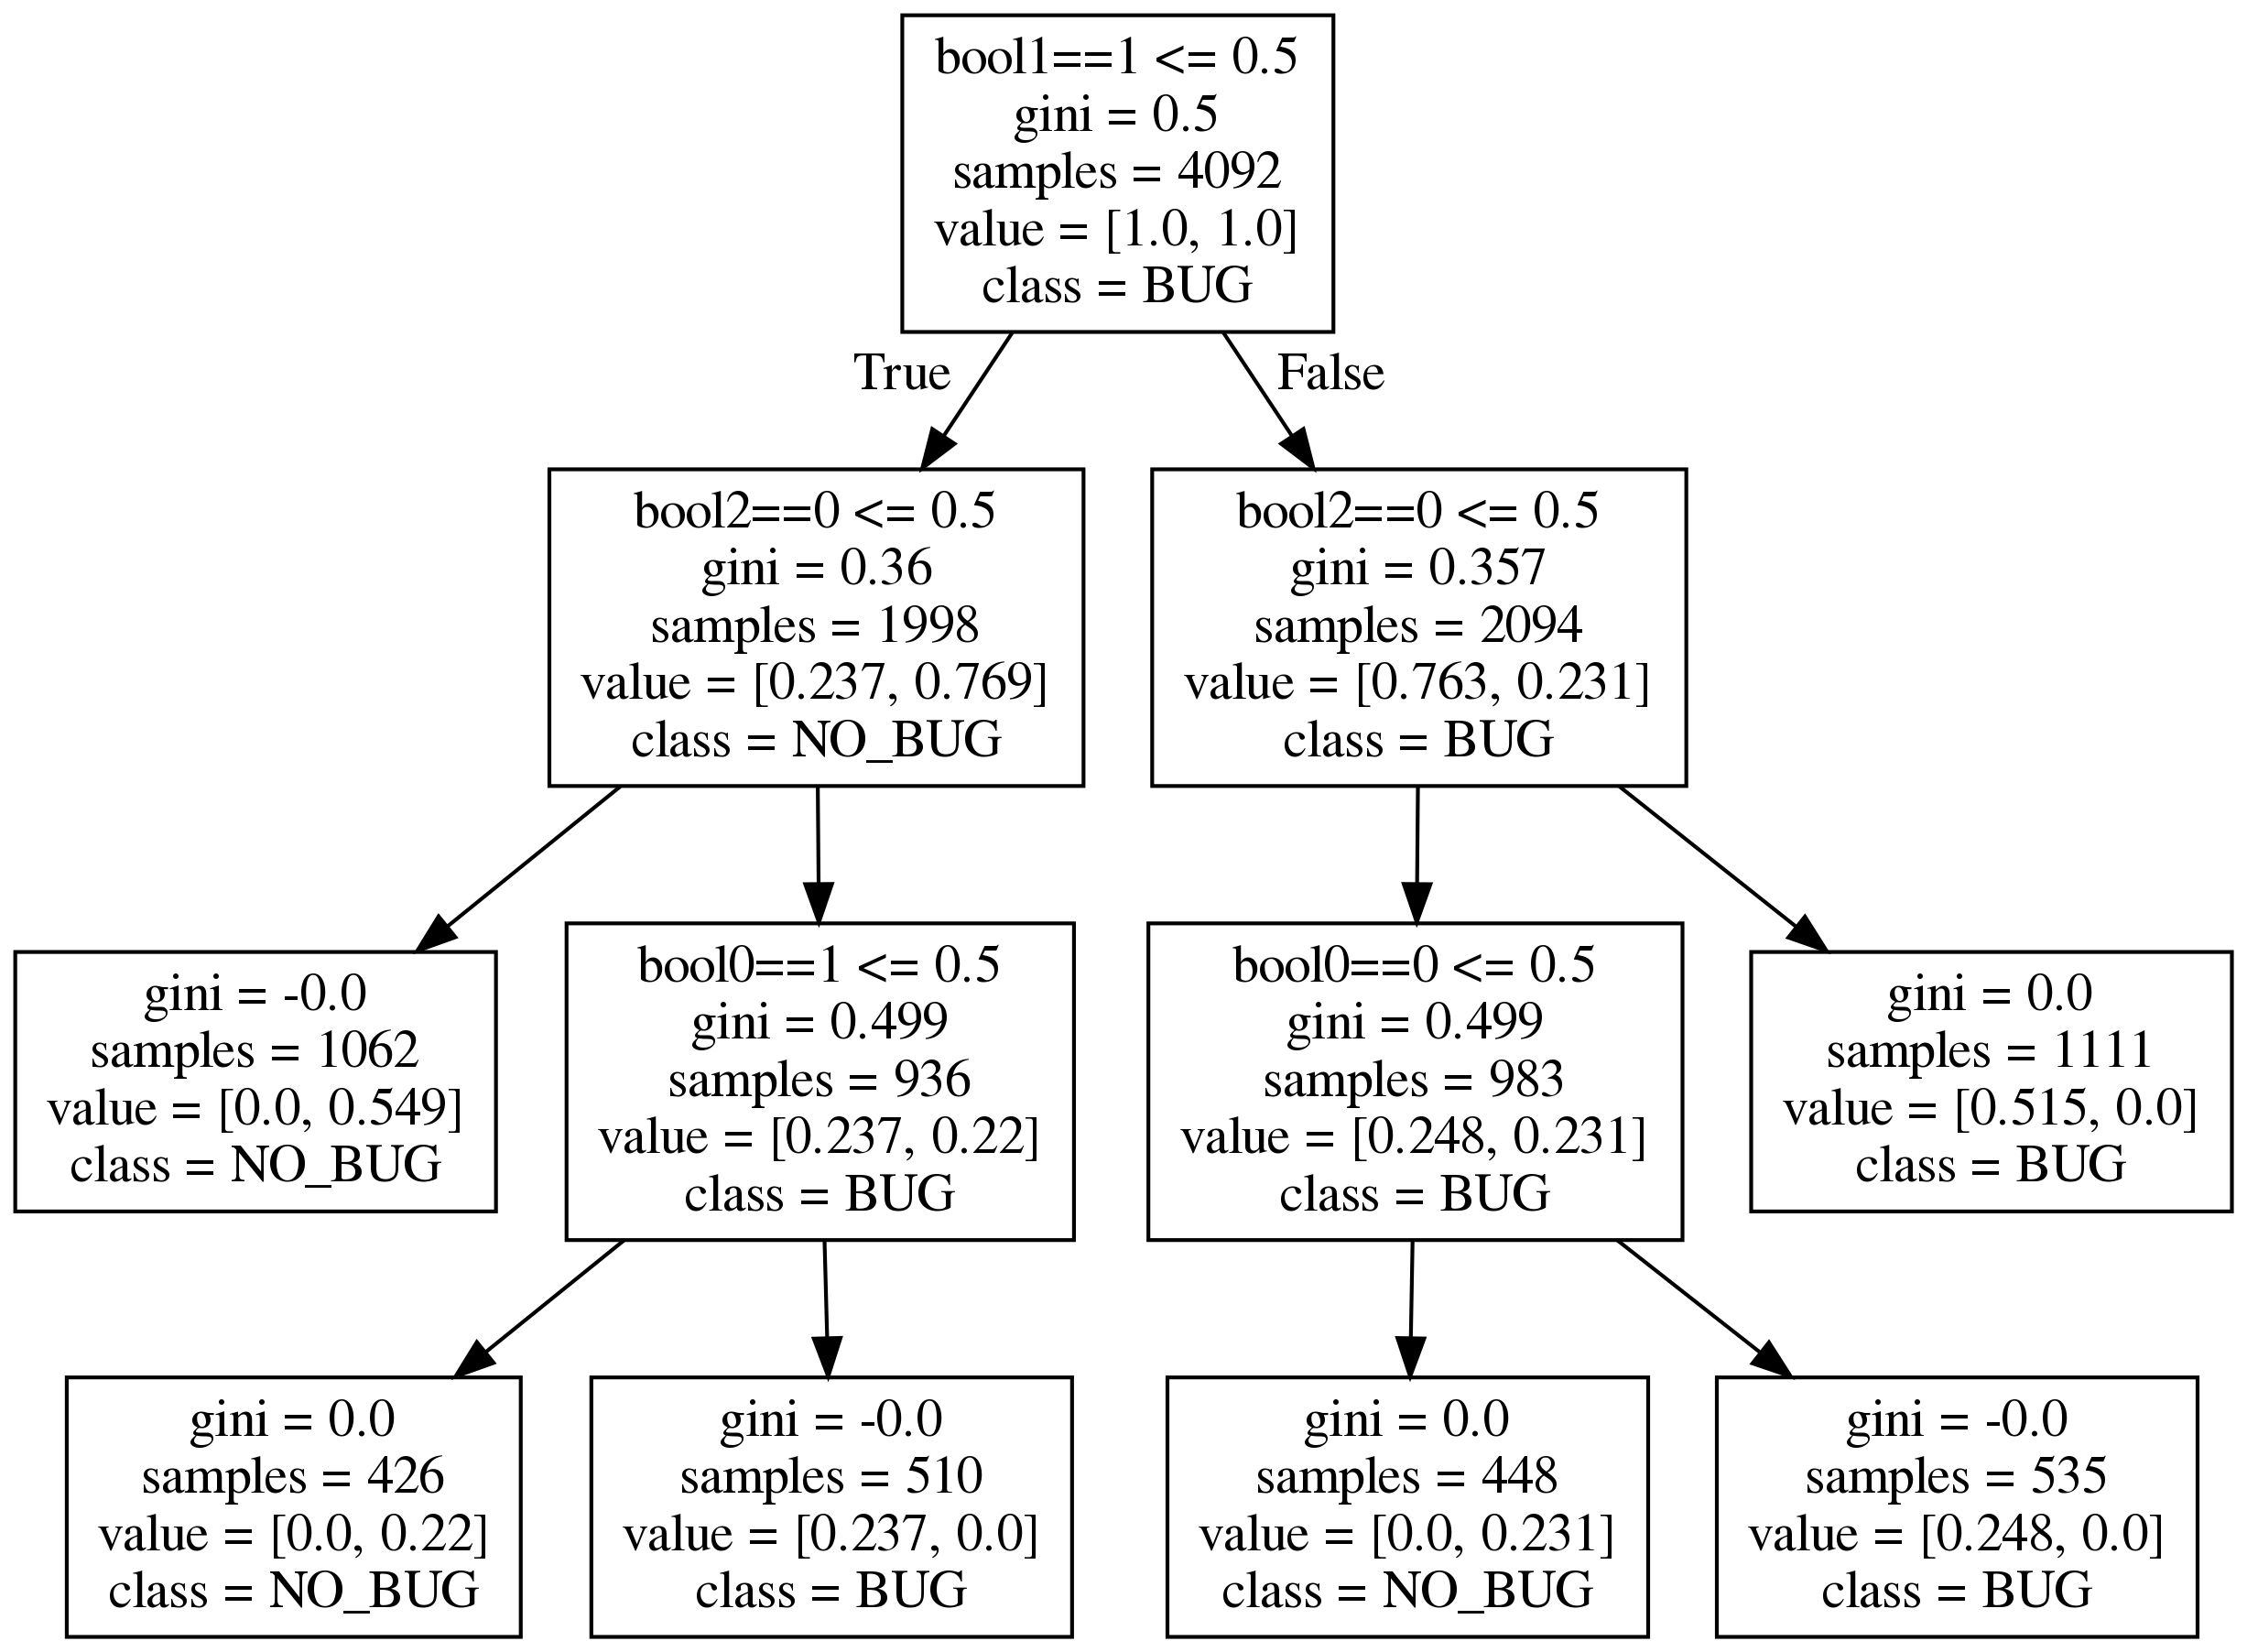 bool1==1 <= 0.5
gini = 0.5
samples = 4092
value = [1.0, 1.0]
class = BUG
True
False
bool2==0 <= 0.5
gini = 0.36
samples = 1998
value = [0.237, 0.769]
class = NO_BUG
bool2==0 <= 0.5
gini = 0.357
samples = 2094
value = [0.763, 0.231]
class = BUG
gini = -0.0
samples = 1062
value = [0.0, 0.549]
class = NO_BUG
bool0==1 <= 0.5
gini = 0.499
samples = 936
value = [0.237, 0.22]
class = BUG
bool0==0 <= 0.5
gini = 0.499
samples = 983
value = [0.248, 0.231]
class = BUG
gini = 0.0
samples = 1111
value = [0.515, 0.0]
class = BUG
gini = 0.0
samples = 426
value = [0.0, 0.22]
class = NO_BUG
gini = -0.0
samples = 510
value = [0.237, 0.0]
class = BUG
gini = 0.0
samples = 448
value = [0.0, 0.231]
class = NO_BUG
gini = -0.0
samples = 535
value = [0.248, 0.0]
class = BUG